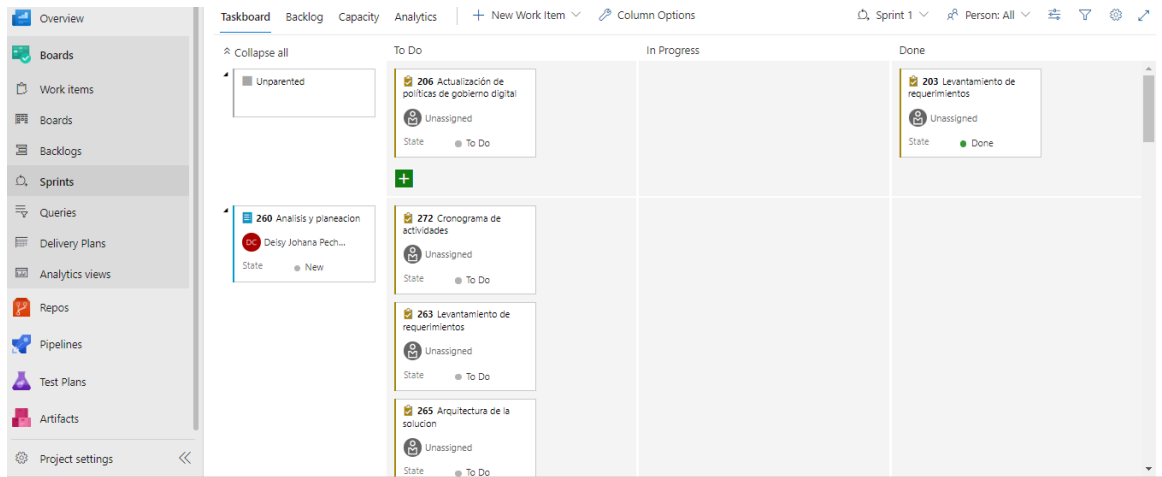 Overview
Boards
Work items
Boards
Backlogs
Sprints
Queries
Delivery Plans
Analytics views
Repos
Pipelines
Test Plans
Artifacts
Project settings
Taskboard Backlog Capacity Analytics New Work Item Column Options Sprint 1 Person: All
Collapse all To Do In Progress Done
Unparented
206 Actualización de
políticas de gobierno digital
Unassigned
State To Do
203 Levantamiento de
requerimientos
Unassigned
State Done
260 Analisis y planeacion
DC Deisy Johana Pech...
State New
272 Cronograma de
actividades
Unassigned
State To Do
263 Levantamiento de
requerimientos
Unassigned
State To Do
265 Arquitectura de la
solucion
Unassigned
State To Do